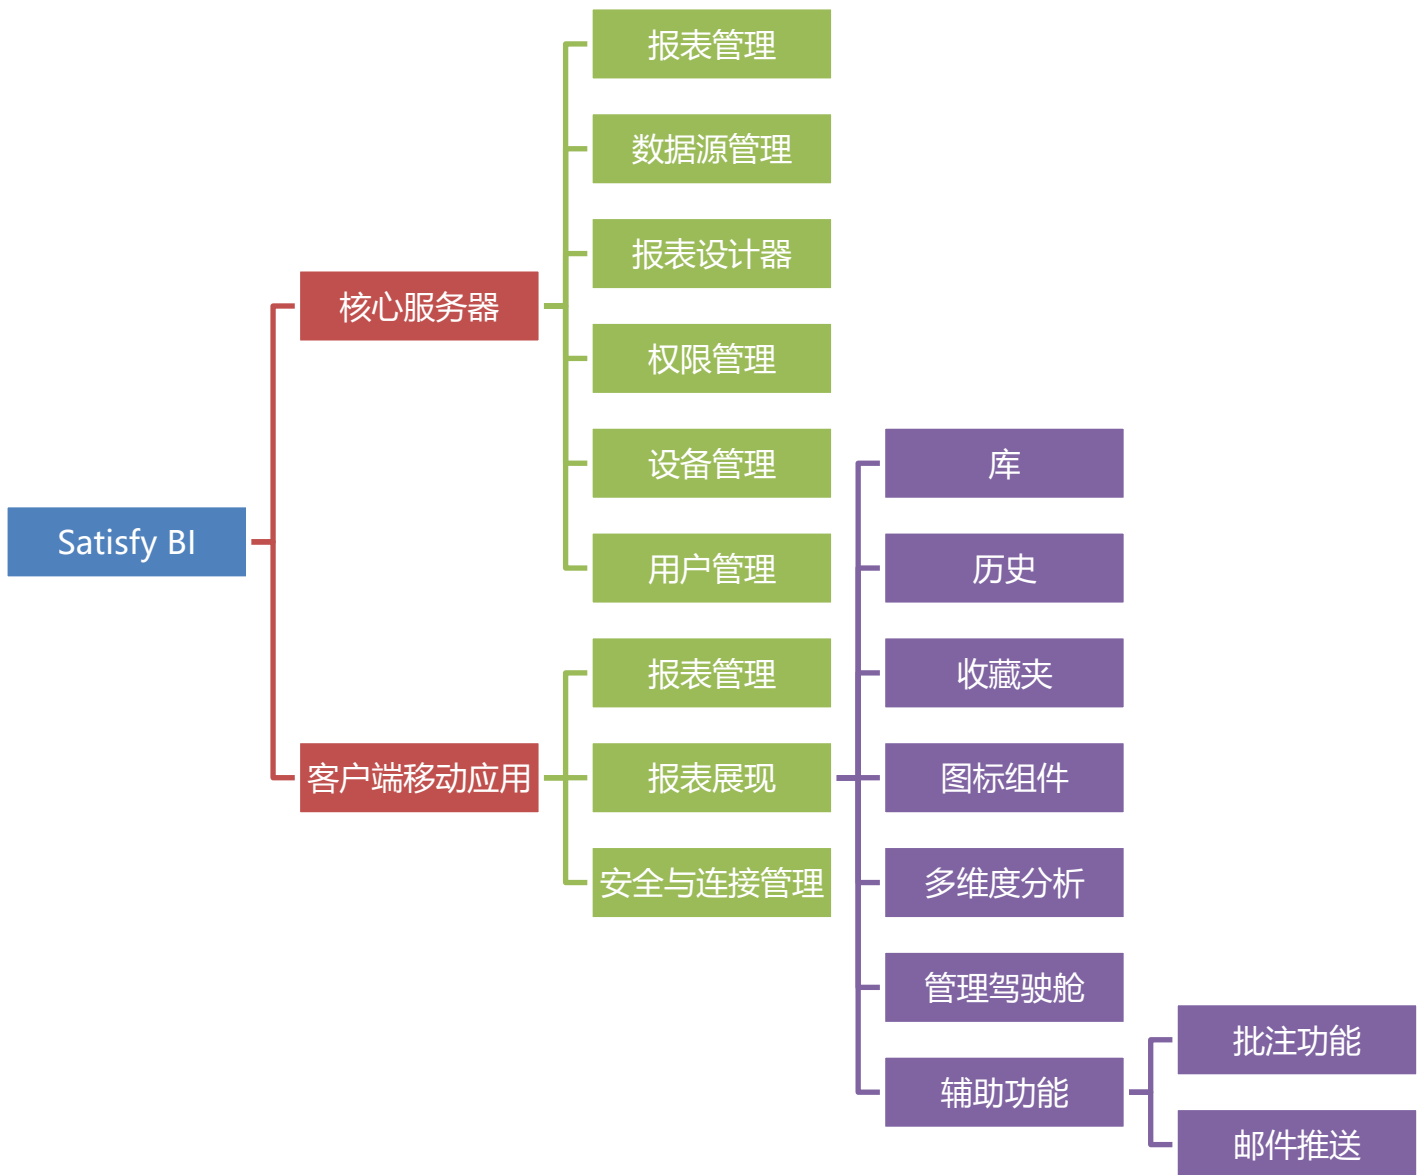 Satisfy BI
核心服务器
报表管理
数据源管理
报表设计器
权限管理
设备管理
用户管理
客户端移动应用
报表管理
报表展现
安全与连接管理
库
历史
收藏夹
图标组件
多维度分析
管理驾驶舱
辅助功能
批注功能
邮件推送